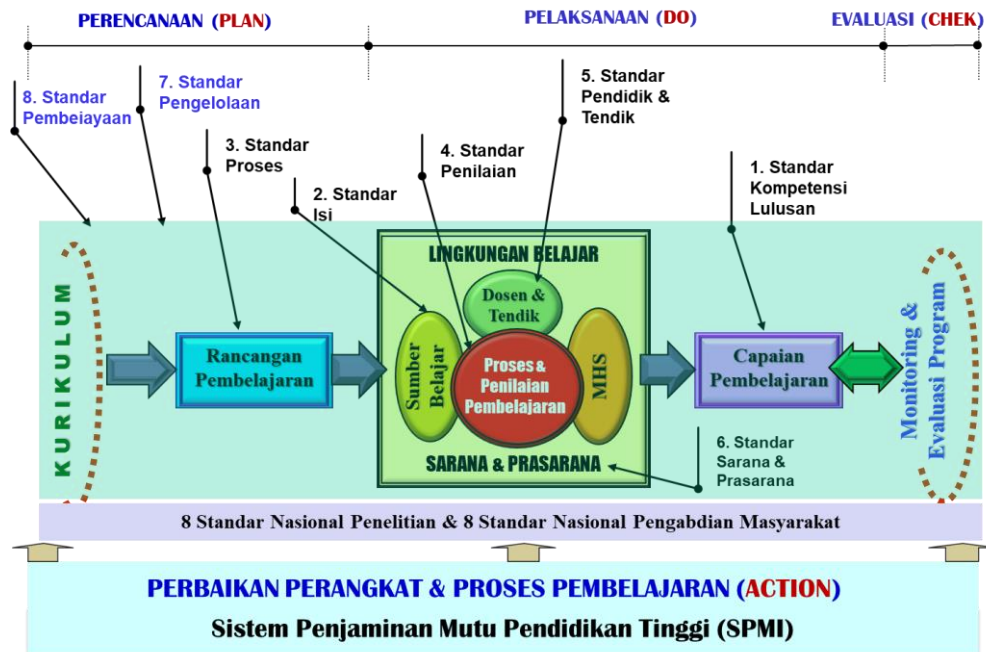 PERENCANAAN (PLAN)
PELAKSANAAN (DO)
EVALUASI (CHEK)
8. Standar
Pembeiayaan
7. Standar
Pengelolaan
3. Standar
Proses
2. Standar
Isi
4. Standar
Penilaian
5. Standar
Pendidik &
Tendik
1. Standar
Kompetensi
Lulusan
KURIKULUM
Rancangan
Pembelajaran
LINGKUNGAN BELAJAR
Dosen &
Tendik
Sumber
Belajar
Proses &
Penilaian
Pembelajaran
MHS
SARANA & PRASARANA
Capaian
Pembelajaran
6. Standar
Sarana &
Prasarana
Monitoring &
Evaluasi Program
8 Standar Nasional Penelitian & 8 Standar Nasional Pengabdian Masyarakat
PERBAIKAN PERANGKAT & PROSES PEMBELAJARAN (ACTION)
Sistem Penjaminan Mutu Pendidikan Tinggi (SPMI)